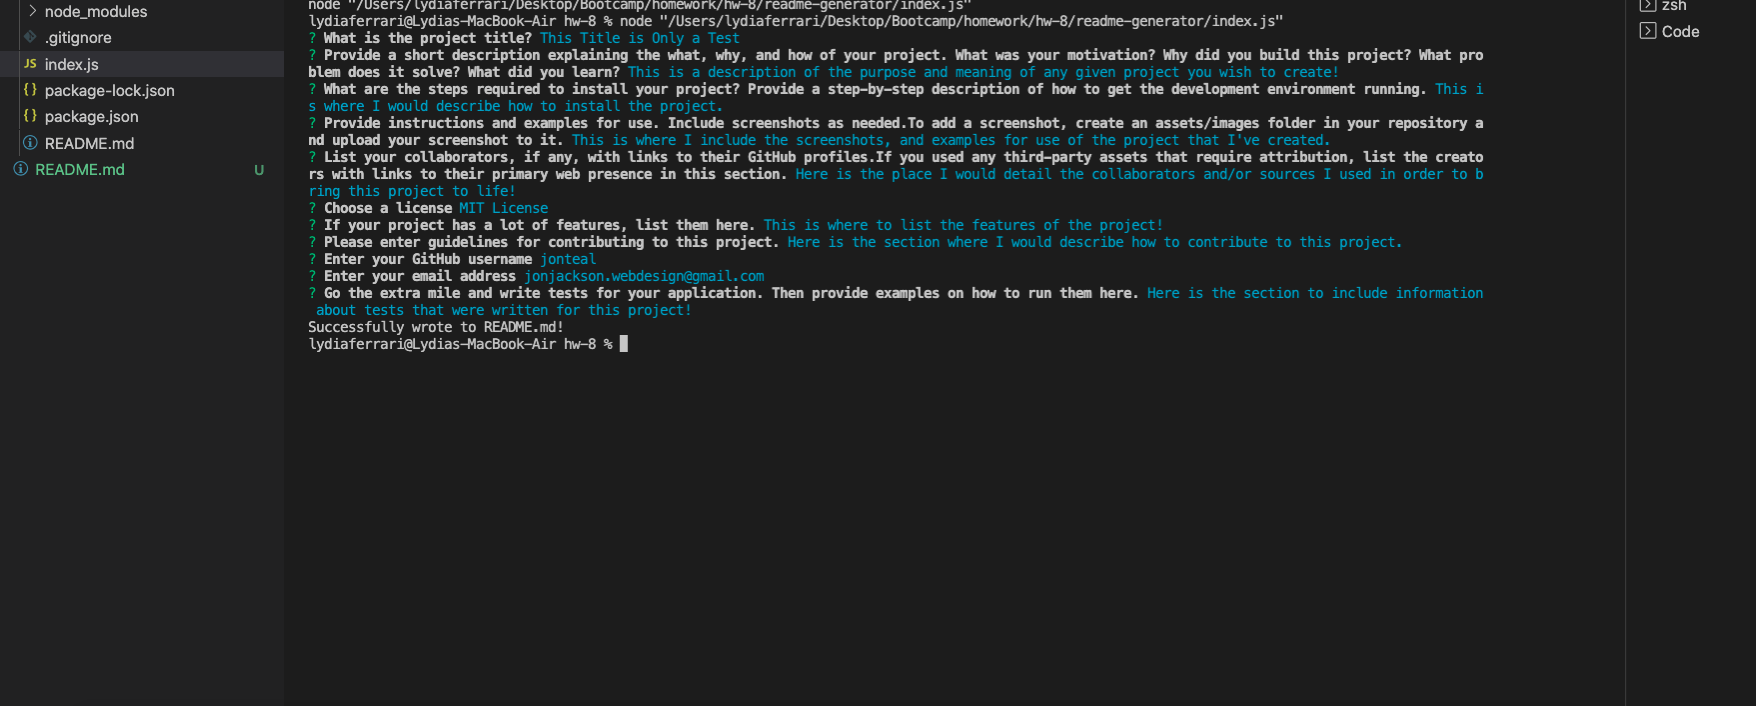 node_modules
.gitignore
JS index.js
{} package-lock.json
{} package.json
README.md
README.md U
node "/Users/lydiaferrari/Desktop/Bootcamp/homework/hw-8/readme-generator/index.js"
lydiaferrari@Lydias-MacBook-Air hw-8 % node "/Users/lydiaferrari/Desktop/Bootcamp/homework/hw-8/readme-generator/index.js"
? What is the project title? This Title is Only a Test
? Provide a short description explaining the what, why, and how of your project. What was your motivation? Why did you build this project? What pro
blem does it solve? What did you learn? This is a description of the purpose and meaning of any given project you wish to create!
? What are the steps required to install your project? Provide a step-by-step description of how to get the development environment running. This i
s where I would describe how to install the project.
? Provide instructions and examples for use. Include screenshots as needed.To add a screenshot, create an assets/images folder in your repository a
nd upload your screenshot to it. This is where I include the screenshots, and examples for use of the project that I've created.
? List your collaborators, if any, with links to their GitHub profiles.If you used any third-party assets that require attribution, list the creato
rs with links to their primary web presence in this section. Here is the place I would detail the collaborators and/or sources I used in order to b
ring this project to life!
? Choose a license MIT License
? If your project has a lot of features, list them here. This is where to list the features of the project!
? Please enter guidelines for contributing to this project. Here is the section where I would describe how to contribute to this project.
? Enter your GitHub username jonteal
? Enter your email address jonjackson.webdesign@gmail.com
? Go the extra mile and write tests for your application. Then provide examples on how to run them here. Here is the section to include information
 about tests that were written for this project!
Successfully wrote to README.md!
lydiaferrari@Lydias-MacBook-Air hw-8 %
zsh
Code